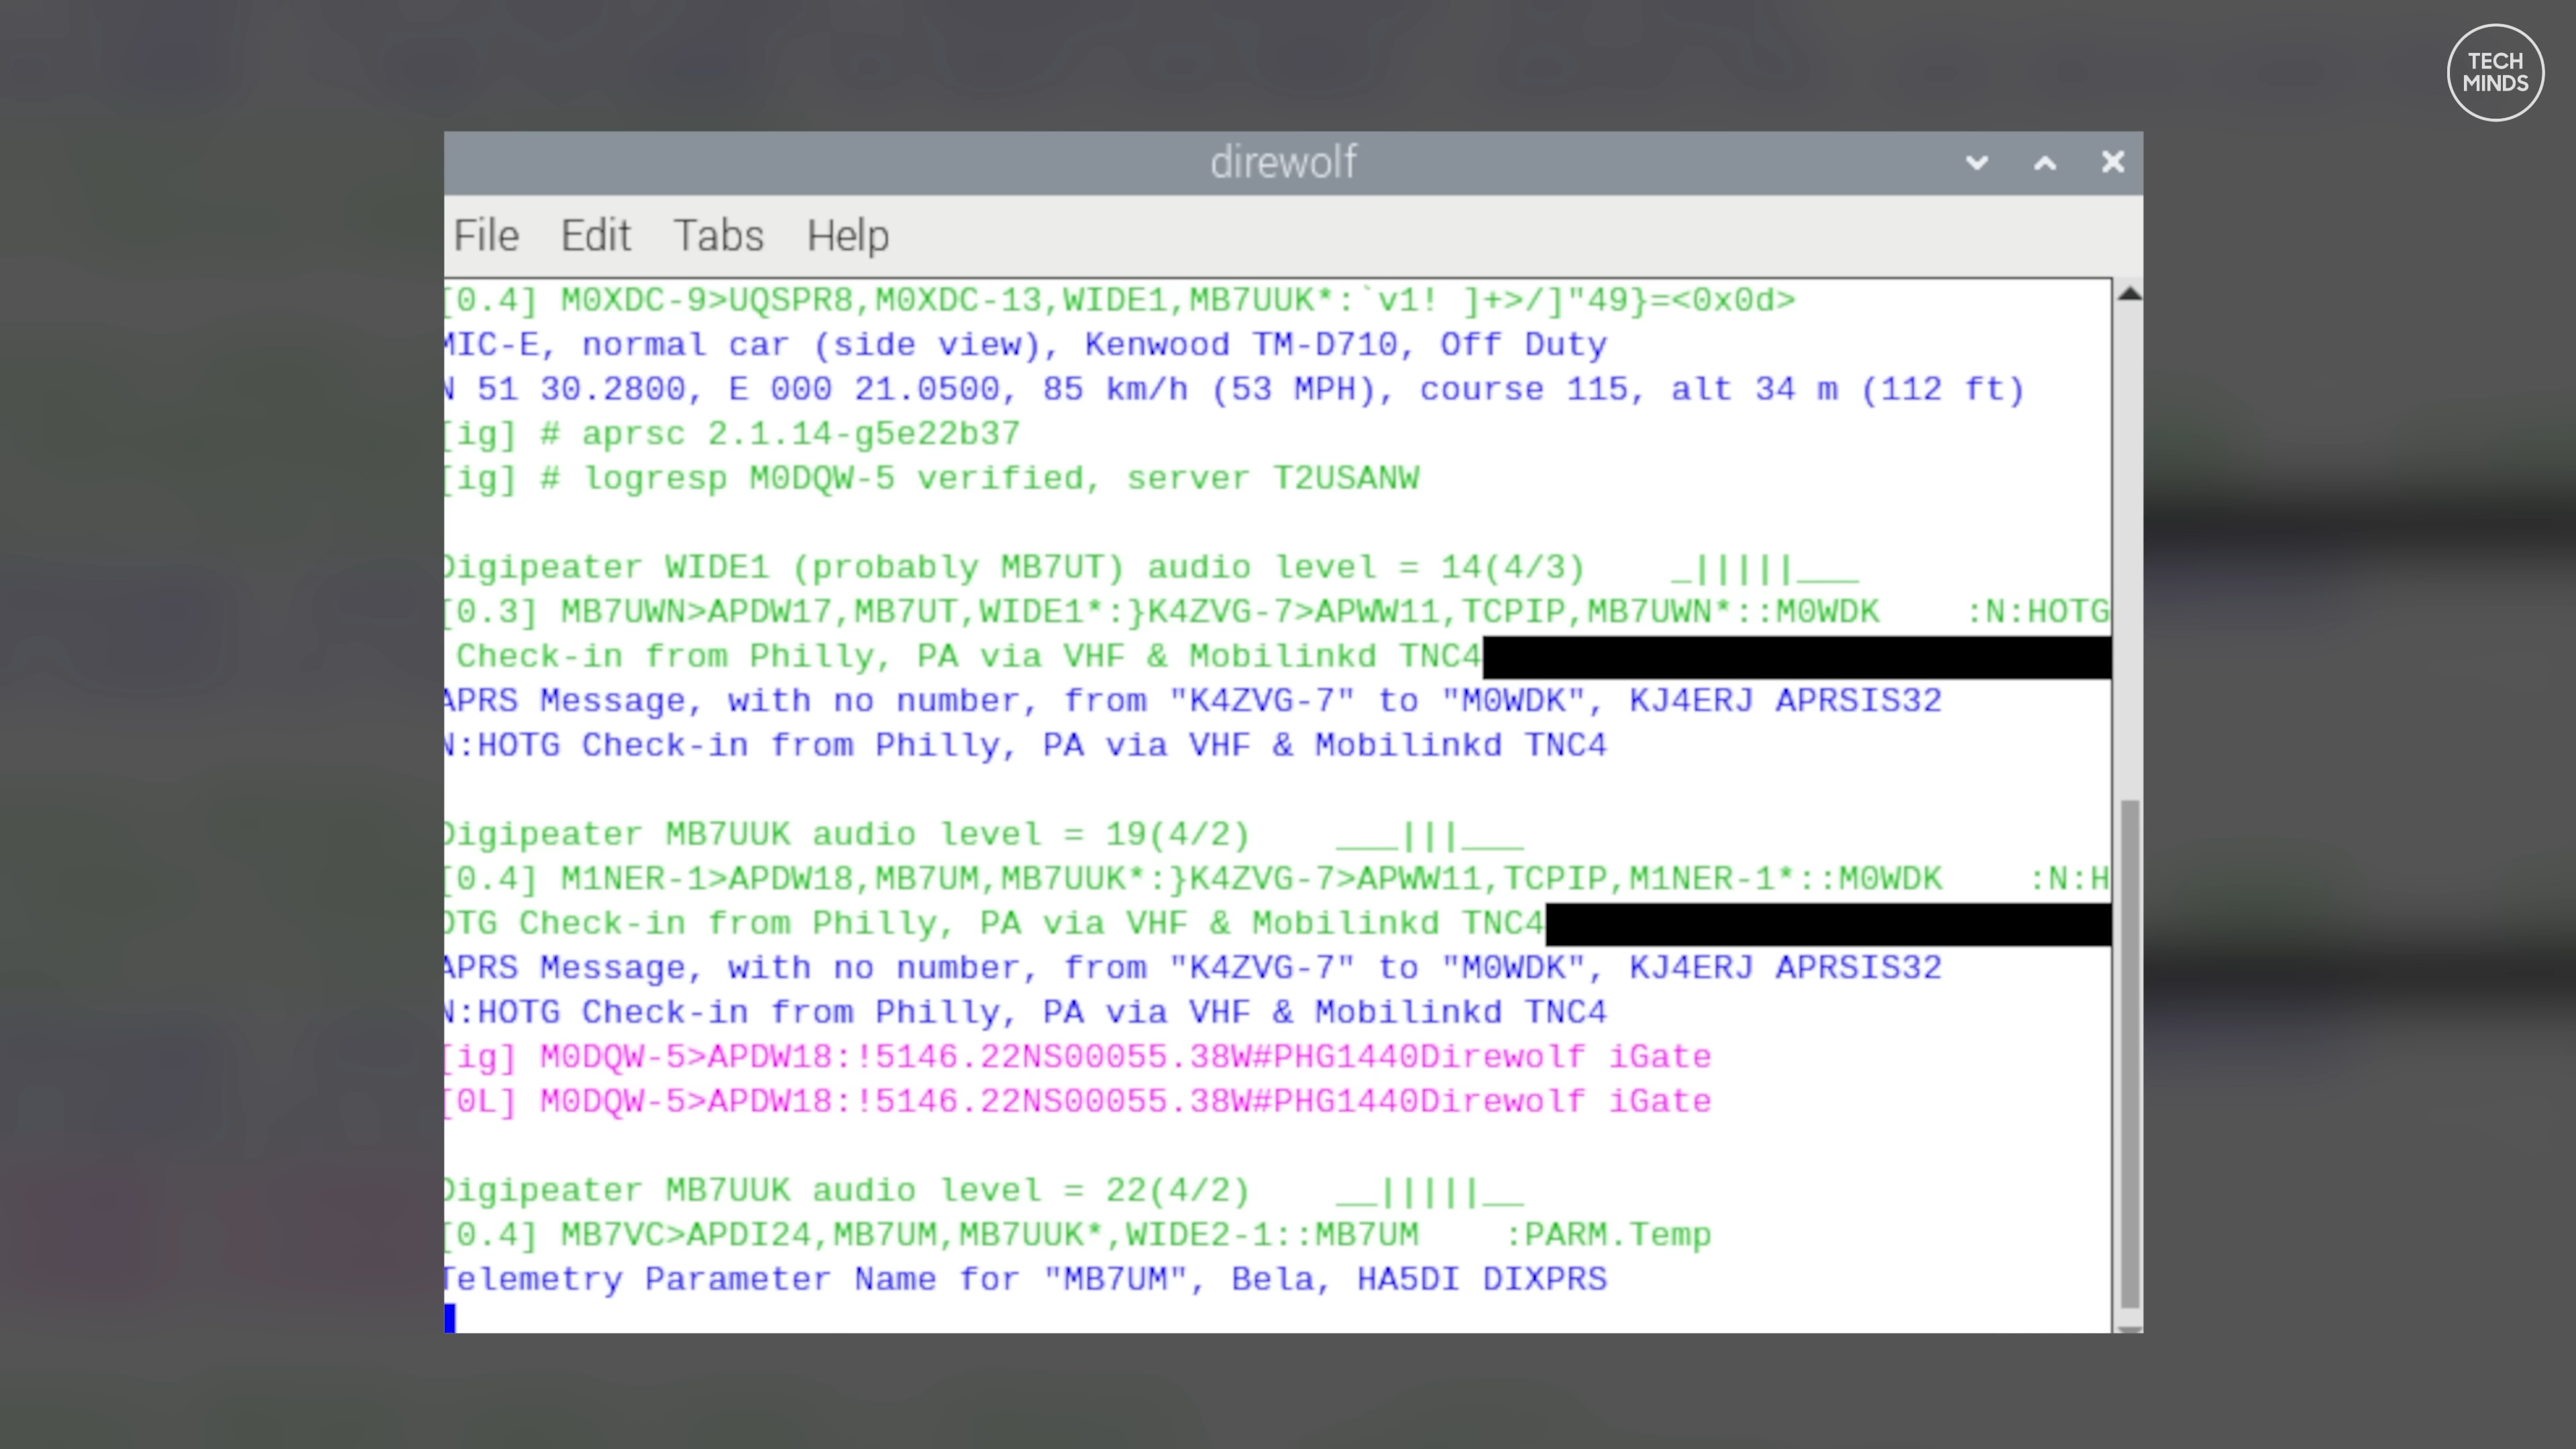 TECH
MINDS
direwolf
File Edit Tabs Help
[0.4] M0XDC-9>UQSPR8,M0XDC-13,WIDE1,MB7UUK*:`v1! ]+>/]"49}=<0x0d>
MIC-E, normal car (side view), Kenwood TM-D710, Off Duty
N 51 30.2800, E 000 21.0500, 85 km/h (53 MPH), course 115, alt 34 m (112 ft)
[ig] # aprsc 2.1.14-g5e22b37
[ig] # logresp M0DQW-5 verified, server T2USANW
Digipeater WIDE1 (probably MB7UT) audio level = 14(4/3)    _|||||___
[0.3] MB7UWN>APDW17,MB7UT,WIDE1*:}K4ZVG-7>APWW11,TCPIP,MB7UWN*::M0WDK    :N:HOTG
Check-in from Philly, PA via VHF & Mobilinkd TNC4
APRS Message, with no number, from "K4ZVG-7" to "M0WDK", KJ4ERJ APRSIS32
N:HOTG Check-in from Philly, PA via VHF & Mobilinkd TNC4
Digipeater MB7UUK audio level = 19(4/2)    ___|||___
[0.4] M1NER-1>APDW18,MB7UM,MB7UUK*:}K4ZVG-7>APWW11,TCPIP,M1NER-1*::M0WDK    :N:H
OTG Check-in from Philly, PA via VHF & Mobilinkd TNC4
APRS Message, with no number, from "K4ZVG-7" to "M0WDK", KJ4ERJ APRSIS32
N:HOTG Check-in from Philly, PA via VHF & Mobilinkd TNC4
[ig] M0DQW-5>APDW18:!5146.22NS00055.38W#PHG1440Direwolf iGate
[0L] M0DQW-5>APDW18:!5146.22NS00055.38W#PHG1440Direwolf iGate
Digipeater MB7UUK audio level = 22(4/2)    __|||||__
[0.4] MB7VC>APDI24,MB7UM,MB7UUK*,WIDE2-1::MB7UM    :PARM.Temp
Telemetry Parameter Name for "MB7UM", Bela, HA5DI DIXPRS